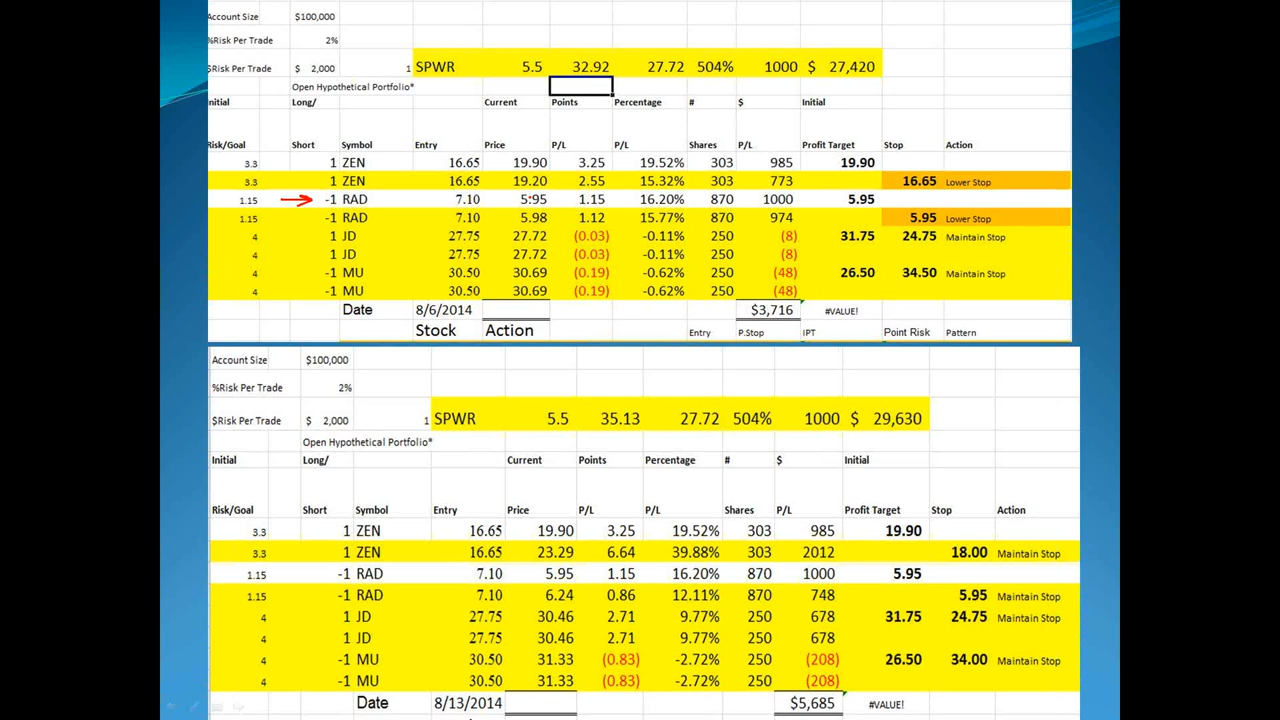 Account Size $100,000
%Risk Per Trade 2%
$Risk Per Trade $ 2,000 1 SPWR 5.5 32.92 27.72 504% 1000 $ 27,420
Open Hypothetical Portfolio*
Initial Long/ Current Points Percentage # $ Initial
Risk/Goal Short Symbol Entry Price P/L P/L Shares P/L Profit Target Stop Action
3.3 1 ZEN 16.65 19.90 3.25 19.52% 303 985 19.90
3.3 1 ZEN 16.65 19.20 2.55 15.32% 303 773 16.65 Lower Stop
1.15 -1 RAD 7.10 5.95 1.15 16.20% 870 1000 5.95
1.15 -1 RAD 7.10 5.98 1.12 15.77% 870 974 5.95 Lower Stop
4 1 JD 27.75 27.72 (0.03) -0.11% 250 (8) 31.75 24.75 Maintain Stop
4 1 JD 27.75 27.72 (0.03) -0.11% 250 (8)
4 -1 MU 30.50 30.69 (0.19) -0.62% 250 (48) 26.50 34.50 Maintain Stop
4 -1 MU 30.50 30.69 (0.19) -0.62% 250 (48)
Date 8/6/2014 $3,716 #VALUE!
Stock Action Entry P.Stop IPT Point Risk Pattern
Account Size $100,000
%Risk Per Trade 2%
$Risk Per Trade $ 2,000 1 SPWR 5.5 35.13 27.72 504% 1000 $ 29,630
Open Hypothetical Portfolio*
Initial Long/ Current Points Percentage # $ Initial
Risk/Goal Short Symbol Entry Price P/L P/L Shares P/L Profit Target Stop Action
3.3 1 ZEN 16.65 19.90 3.25 19.52% 303 985 19.90
3.3 1 ZEN 16.65 23.29 6.64 39.88% 303 2012 18.00 Maintain Stop
1.15 -1 RAD 7.10 5.95 1.15 16.20% 870 1000 5.95
1.15 -1 RAD 7.10 6.24 0.86 12.11% 870 748 5.95 Maintain Stop
4 1 JD 27.75 30.46 2.71 9.77% 250 678 31.75 24.75 Maintain Stop
4 1 JD 27.75 30.46 2.71 9.77% 250 678
4 -1 MU 30.50 31.33 (0.83) -2.72% 250 (208) 26.50 34.00 Maintain Stop
4 -1 MU 30.50 31.33 (0.83) -2.72% 250 (208)
Date 8/13/2014 $5,685 #VALUE!